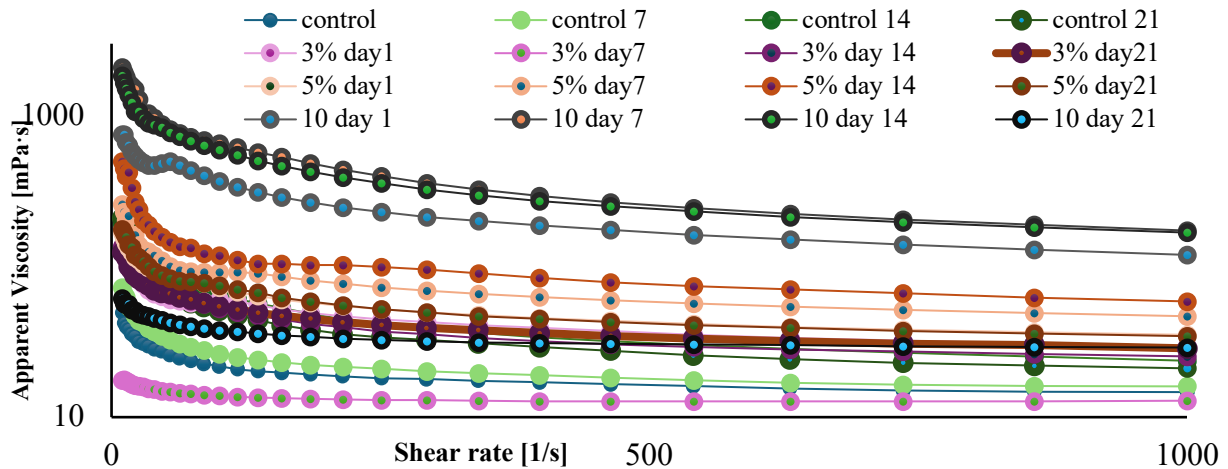 control
control 7
control 14
control 21
3% day1
3% day7
3% day 14
3% day21
5% day1
5% day7
5% day 14
5% day21
10 day 1
10 day 7
10 day 14
10 day 21
Apparent Viscosity [mPa·s]
1000
10
0
Shear rate [1/s]
500
1000